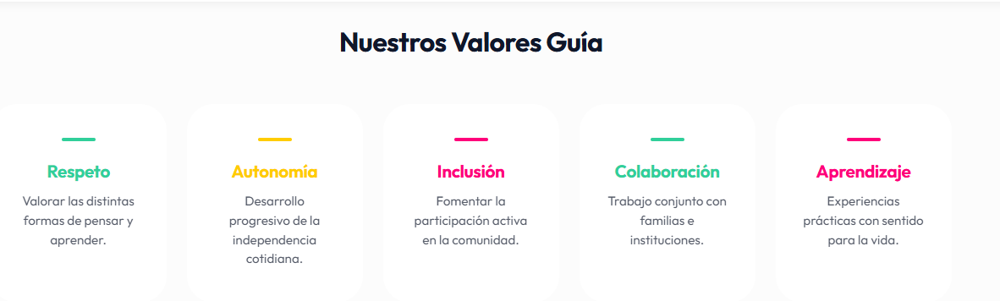 Nuestros Valores Guía
Respeto
Valorar las distintas
formas de pensar y
aprender.
Autonomía
Desarrollo
progresivo de la
independencia
cotidiana.
Inclusión
Fomentar la
participación activa
en la comunidad.
Colaboración
Trabajo conjunto con
familias e
instituciones.
Aprendizaje
Experiencias
prácticas con sentido
para la vida.